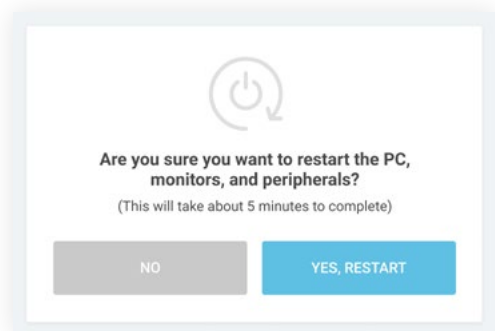 Are you sure you want to restart the PC,
monitors, and peripherals?
(This will take about 5 minutes to complete)
NO
YES, RESTART